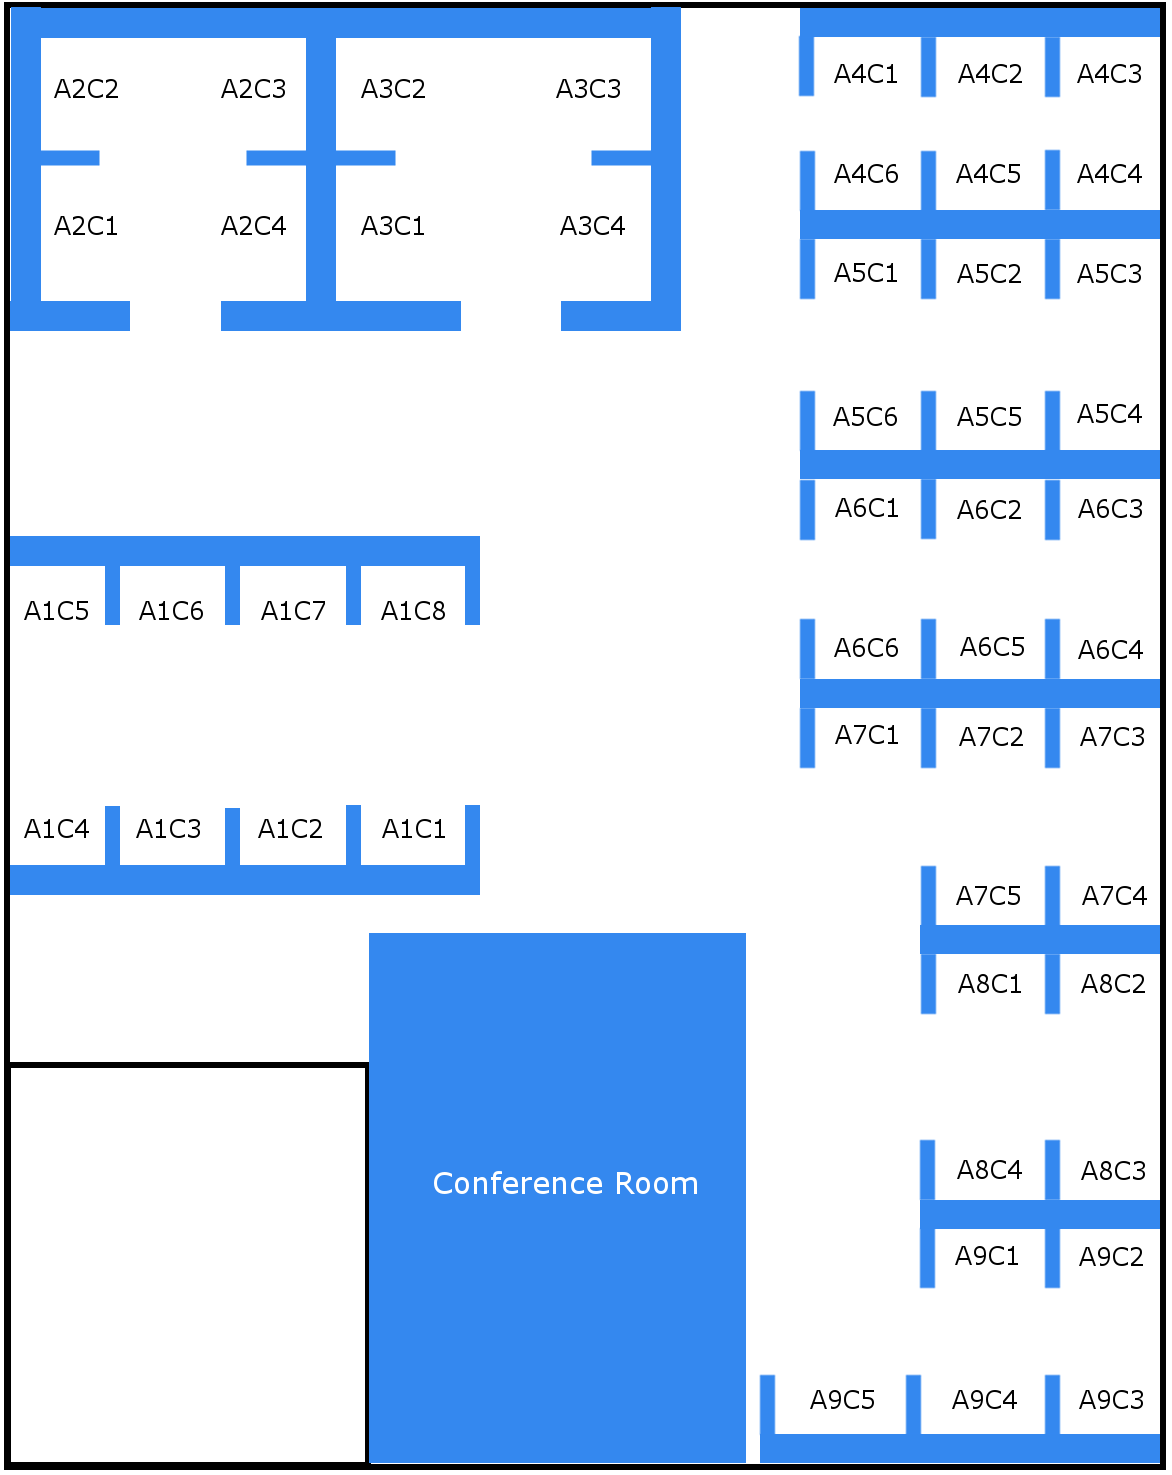 A2C2 A2C3 A3C2 A3C3
A2C1 A2C4 A3C1 A3C4
A4C1 A4C2 A4C3
A4C6 A4C5 A4C4
A5C1 A5C2 A5C3
A5C6 A5C5 A5C4
A6C1 A6C2 A6C3
A1C5 A1C6 A1C7 A1C8
A6C6 A6C5 A6C4
A7C1 A7C2 A7C3
A1C4 A1C3 A1C2 A1C1
A7C5 A7C4
A8C1 A8C2
Conference Room
A8C4 A8C3
A9C1 A9C2
A9C5 A9C4 A9C3